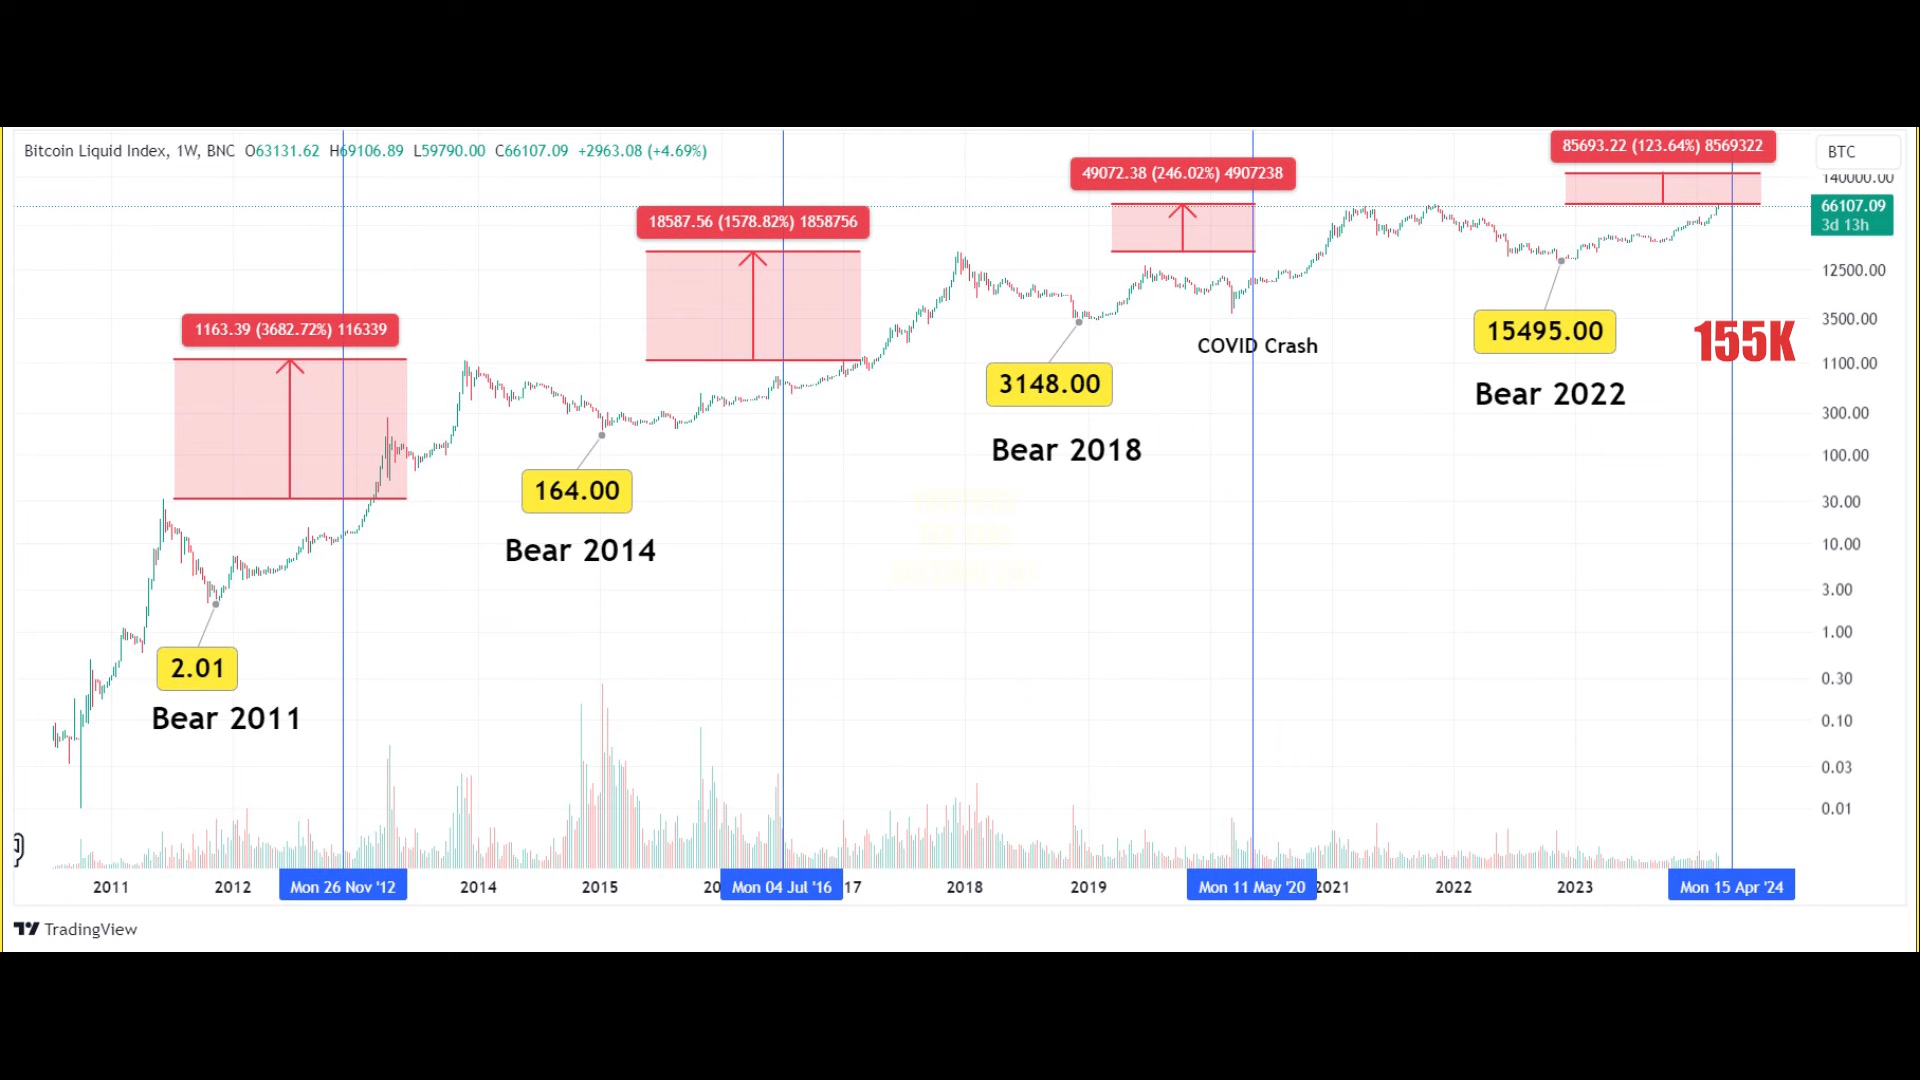 Bitcoin Liquid Index, 1W, BNC O63131.62 H69106.89 L59790.00 C66107.09 +2963.08 (+4.69%)
85693.22 (123.64%) 8569322
BTC
49072.38 (246.02%) 4907238
140000.00
66107.09
3d 13h
18587.56 (1578.82%) 1858756
12500.00
1163.39 (3682.72%) 116339
15495.00
155K
3500.00
COVID Crash
1100.00
3148.00
Bear 2022
300.00
Bear 2018
100.00
164.00
30.00
Bear 2014
10.00
3.00
1.00
2.01
0.30
Bear 2011
0.10
0.03
0.01
2011 2012 Mon 26 Nov '12 2014 2015 20 Mon 04 Jul '16 17 2018 2019 Mon 11 May '20 2021 2022 2023 Mon 15 Apr '24
TradingView